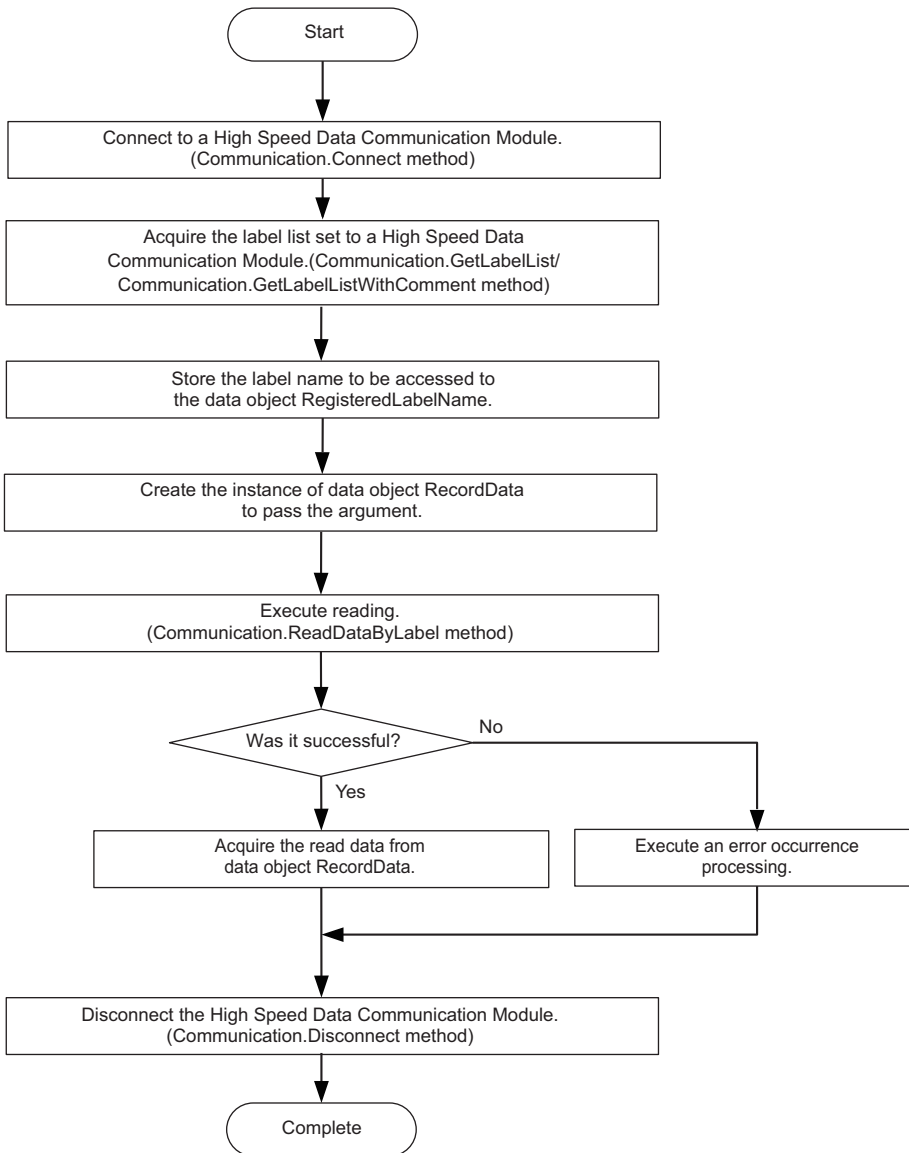 Start
Connect to a High Speed Data Communication Module.
(Communication.Connect method)
Acquire the label list set to a High Speed Data
Communication Module.(Communication.GetLabelList/
Communication.GetLabelListWithComment method)
Store the label name to be accessed to
the data object RegisteredLabelName.
Create the instance of data object RecordData
to pass the argument.
Execute reading.
(Communication.ReadDataByLabel method)
Was it successful?
No
Yes
Acquire the read data from
data object RecordData.
Execute an error occurrence
processing.
Disconnect the High Speed Data Communication Module.
(Communication.Disconnect method)
Complete